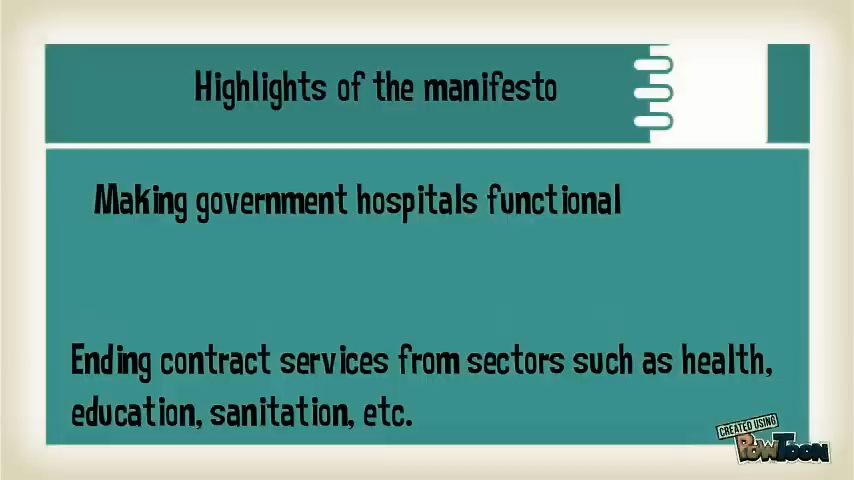 Highlights of the manifesto
Making government hospitals functional
Ending contract services from sectors such as health,
education, sanitation, etc.
CREATED USING
POWTOON